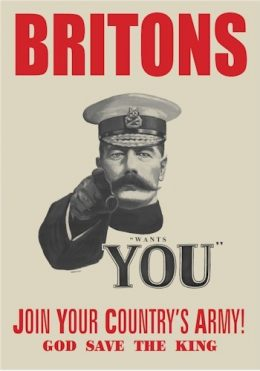 BRITONS
"WANTS
YOU"
JOIN YOUR COUNTRY'S ARMY!
GOD SAVE THE KING